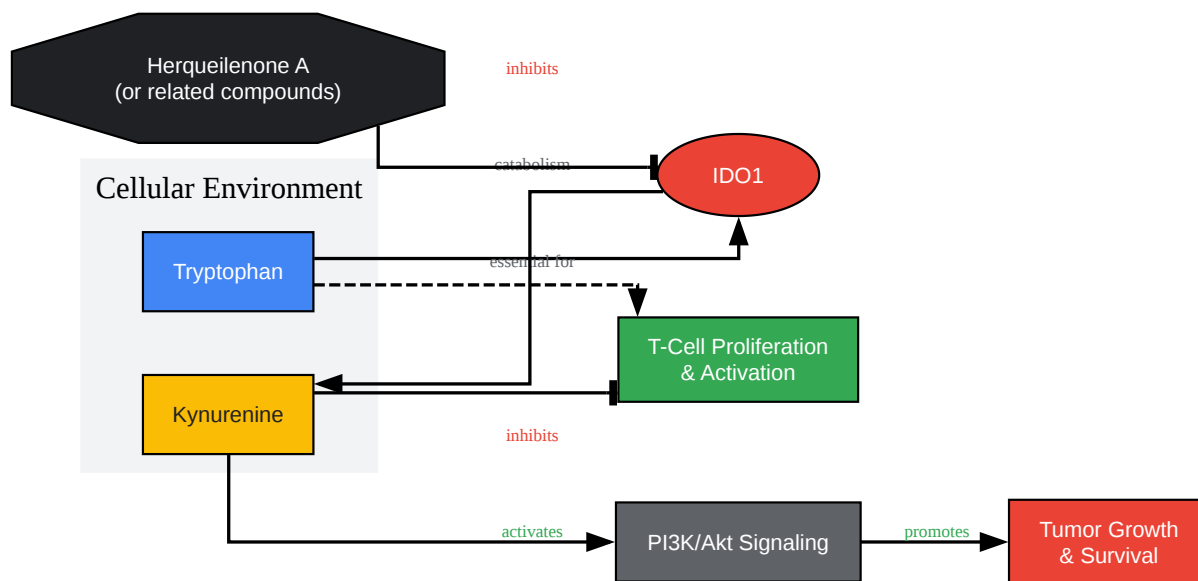 Herqueilenone A
(or related compounds)
inhibits
catabolism
IDO1
Cellular Environment
Tryptophan
essential for
T-Cell Proliferation
& Activation
Kynurenine
inhibits
activates
PI3K/Akt Signaling
promotes
Tumor Growth
& Survival